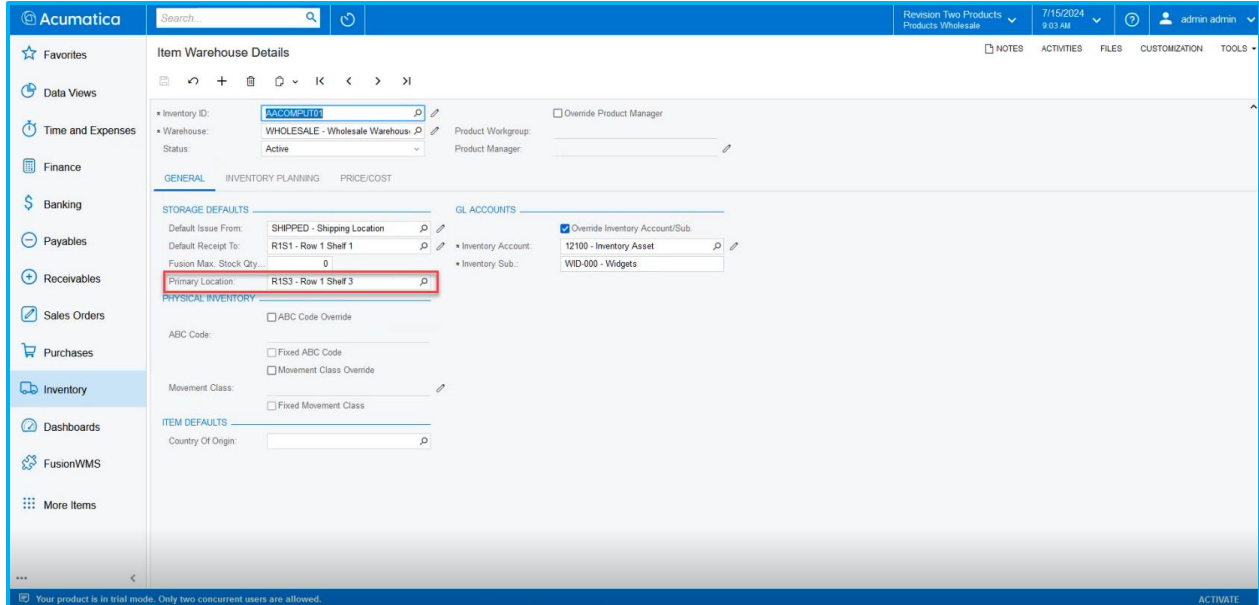 Acumatica
Search...
Revision Two Products
Products Wholesale
7/15/2024
9:03 AM
admin admin
Favorites
Data Views
Time and Expenses
Finance
Banking
Payables
Receivables
Sales Orders
Purchases
Inventory
Dashboards
FusionWMS
More Items
Item Warehouse Details
NOTES ACTIVITIES FILES CUSTOMIZATION TOOLS
Inventory ID: AACOMPUT01
Warehouse: WHOLESALE - Wholesale Warehous
Status: Active
Override Product Manager
Product Workgroup:
Product Manager:
GENERAL INVENTORY PLANNING PRICE/COST
STORAGE DEFAULTS
Default Issue From: SHIPPED - Shipping Location
Default Receipt To: R1S1 - Row 1 Shelf 1
Fusion Max. Stock Qty... 0
Primary Location: R1S3 - Row 1 Shelf 3
PHYSICAL INVENTORY
ABC Code Override
ABC Code:
Fixed ABC Code
Movement Class Override
Movement Class:
Fixed Movement Class
ITEM DEFAULTS
Country Of Origin:
GL ACCOUNTS
Override Inventory Account/Sub.
Inventory Account: 12100 - Inventory Asset
Inventory Sub.: WID-000 - Widgets
Your product is in trial mode. Only two concurrent users are allowed.
ACTIVATE